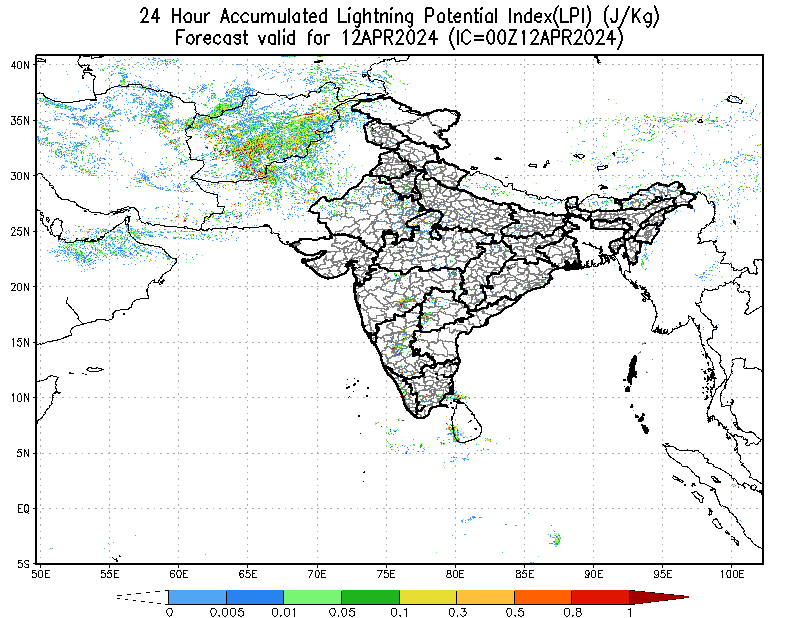 24 Hour Accumulated Lightning Potential Index(LPI) (J/Kg)
Forecast valid for 12APR2024 (IC=00Z12APR2024)
40N
35N
30N
25N
20N
15N
10N
5N
EQ
5S
50E 55E 60E 65E 70E 75E 80E 85E 90E 95E 100E
0 0.005 0.01 0.05 0.1 0.3 0.5 0.8 1